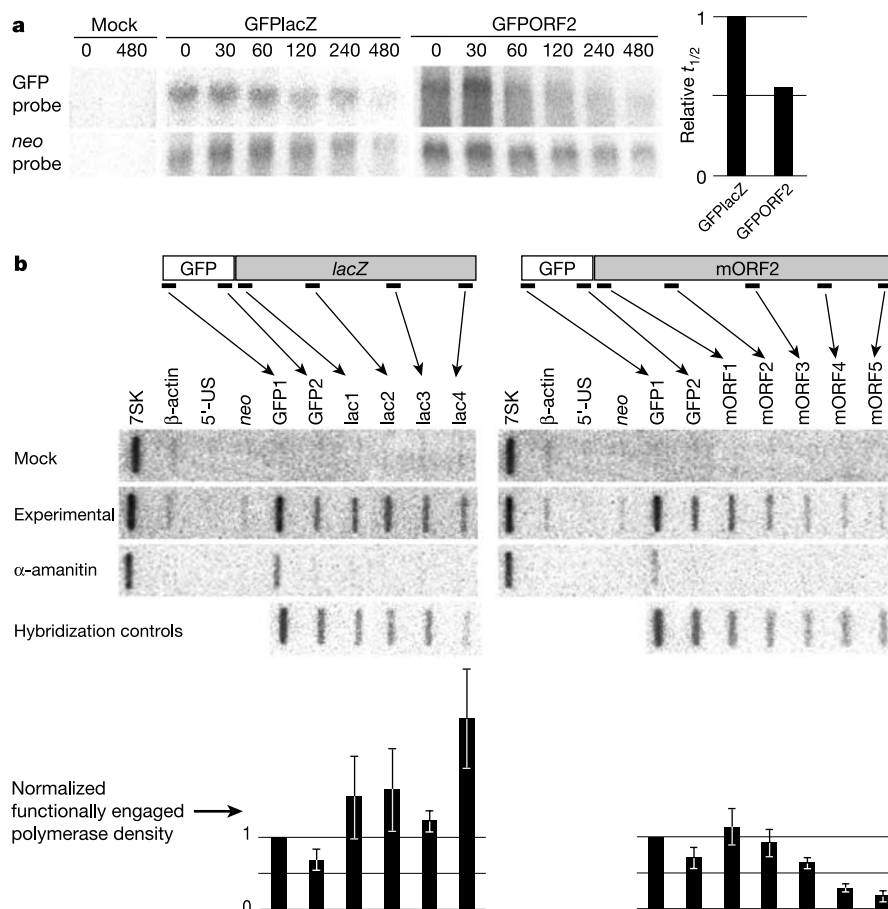 a
Mock GFPlacZ GFPORF2
0 480 0 30 60 120 240 480 0 30 60 120 240 480
GFP
probe
neo
probe
Relative t1/2
1
0
GFPlacZ
GFPORF2
b
GFP lacZ GFP mORF2
7SK β-actin 5'-US neo GFP1 GFP2 lac1 lac2 lac3 lac4 7SK β-actin 5'-US neo GFP1 GFP2 mORF1 mORF2 mORF3 mORF4 mORF5
Mock
Experimental
α-amanitin
Hybridization controls
Normalized
functionally engaged
polymerase density
1
0